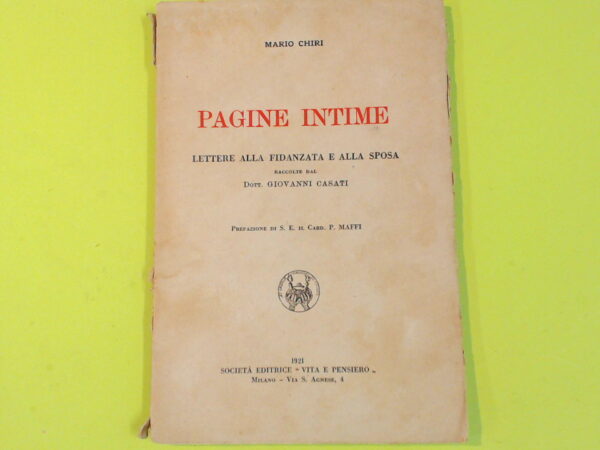 MARIO CHIRI
PAGINE INTIME
LETTERE ALLA FIDANZATA E ALLA SPOSA
RACCOLTE DAL
DOTT. GIOVANNI CASATI
PREFAZIONE DI S. E. IL CARD. P. MAFFI
1921
SOCIETÀ EDITRICE "VITA E PENSIERO„
MILANO - VIA S. AGNESE, 4